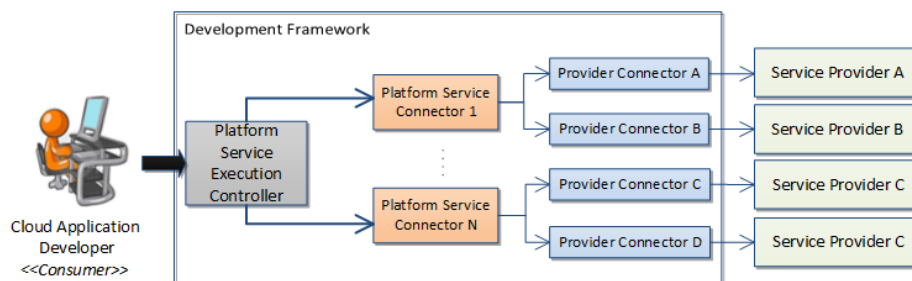 Development Framework
Platform
Service
Execution
Controller
Platform Service
Connector 1
Platform Service
Connector N
Provider Connector A
Provider Connector B
Provider Connector C
Provider Connector D
Service Provider A
Service Provider B
Service Provider C
Service Provider C
Cloud Application
Developer
<<Consumer>>